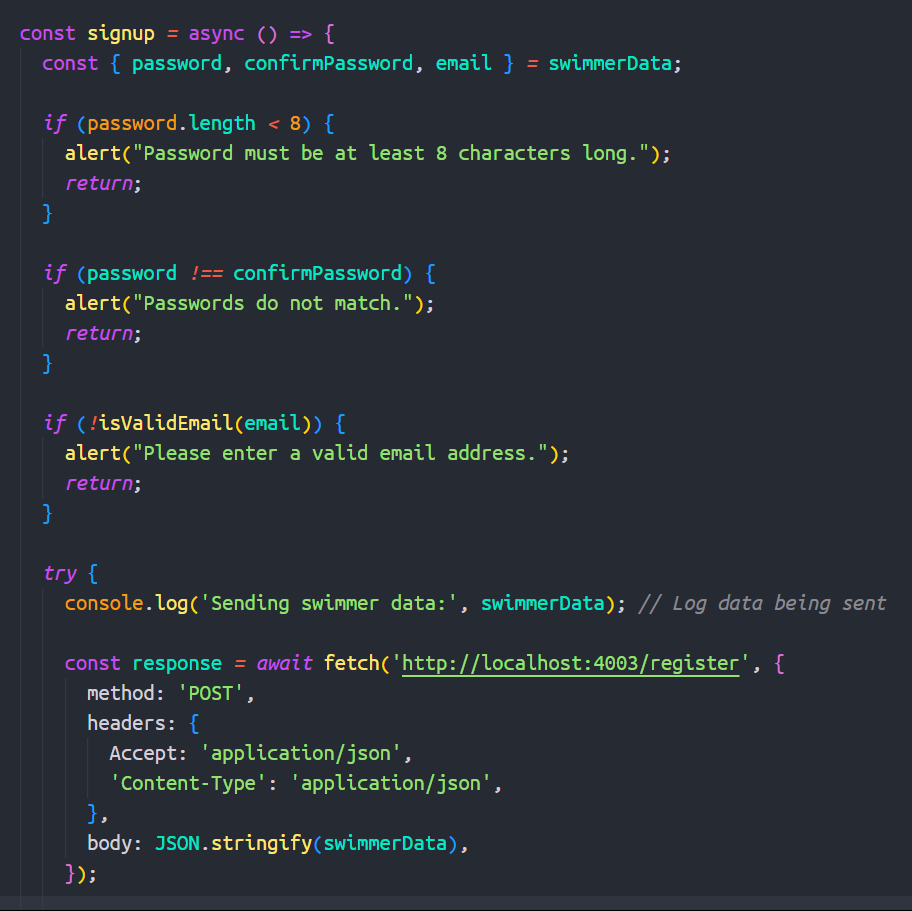 const signup = async () => {
  const { password, confirmPassword, email } = swimmerData;

  if (password.length < 8) {
    alert("Password must be at least 8 characters long.");
    return;
  }

  if (password !== confirmPassword) {
    alert("Passwords do not match.");
    return;
  }

  if (!isValidEmail(email)) {
    alert("Please enter a valid email address.");
    return;
  }

  try {
    console.log('Sending swimmer data:', swimmerData); // Log data being sent

    const response = await fetch('http://localhost:4003/register', {
      method: 'POST',
      headers: {
        Accept: 'application/json',
        'Content-Type': 'application/json',
      },
      body: JSON.stringify(swimmerData),
    });